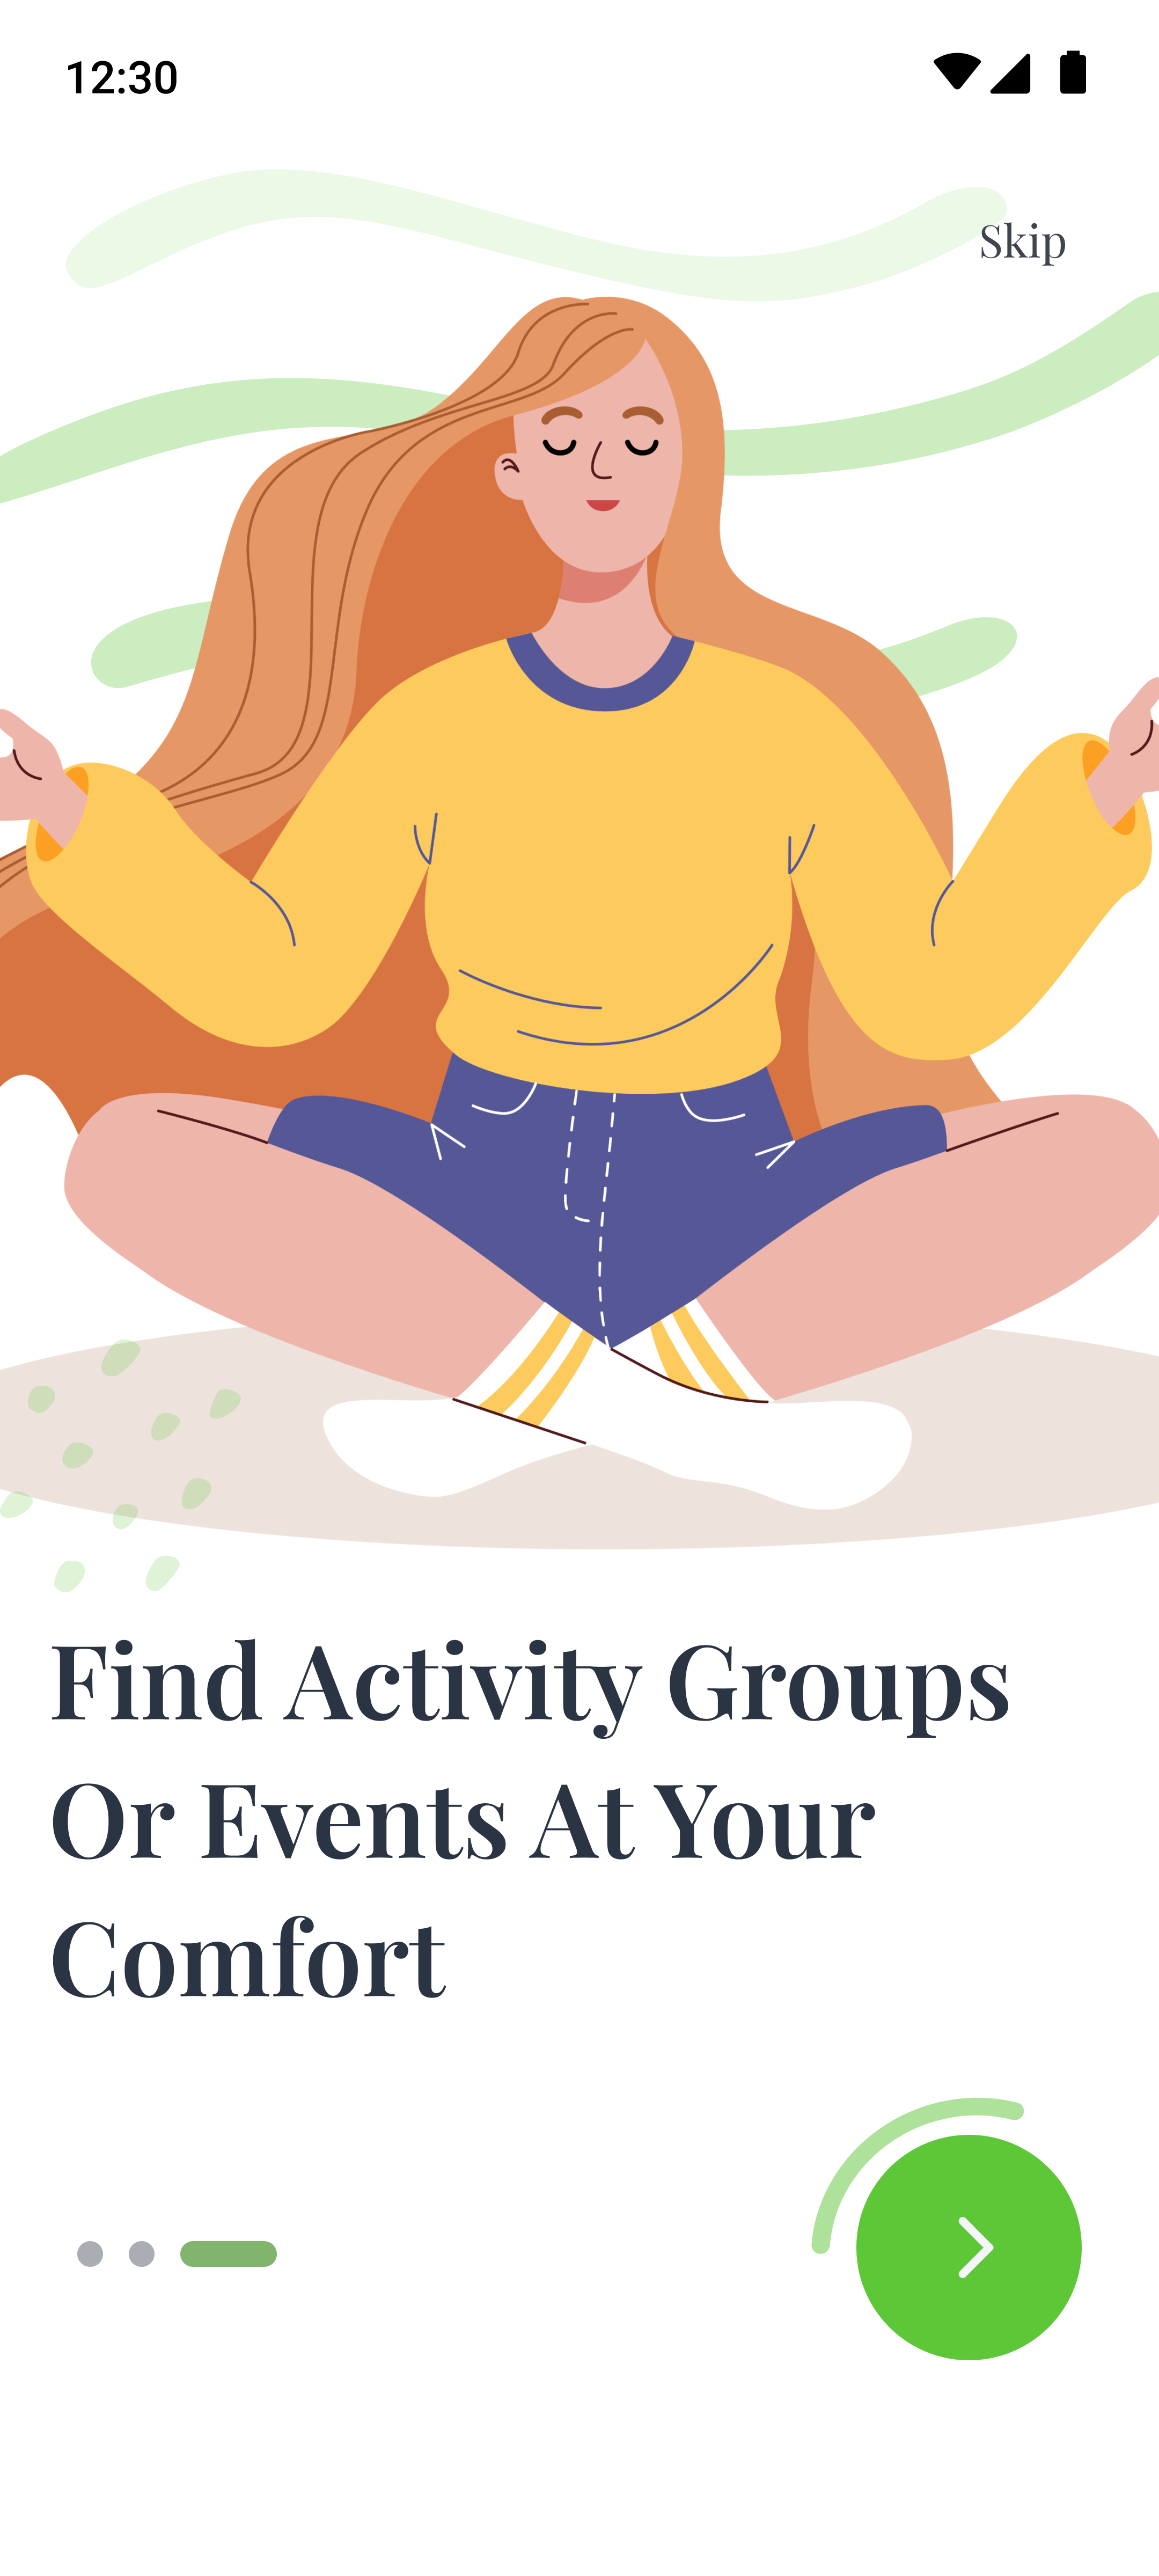 12:30
Skip
Find Activity Groups
Or Events At Your
Comfort